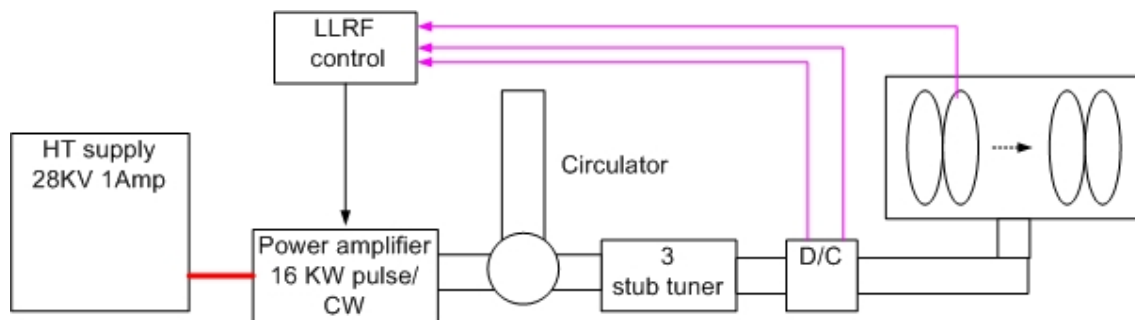 LLRF
control
HT supply
28KV 1Amp
Circulator
Power amplifier
16 KW pulse/
CW
3
stub tuner
D/C